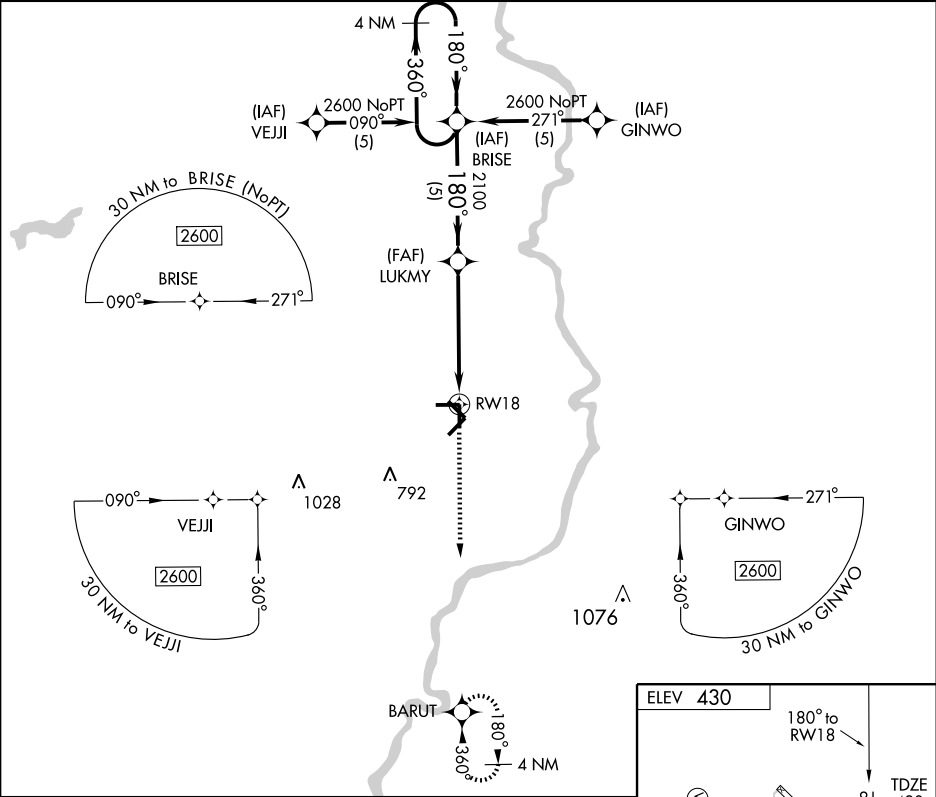 4 NM
180°
360°
(IAF)
VEJJI
2600 NoPT
090°
(5)
2600 NoPT
271°
(5)
(IAF)
GINWO
(IAF)
BRISE
180°
(5)
2100
30 NM to BRISE (NoPT)
2600
BRISE
090°
271°
(FAF)
LUKMY
RW18
090°
VEJJI
2600
360°
30 NM to VEJJI
1028
792
271°
GINWO
2600
360°
30 NM to GINWO
1076
BARUT
180°
360°
4 NM
ELEV 430
180° to
RW18
TDZE